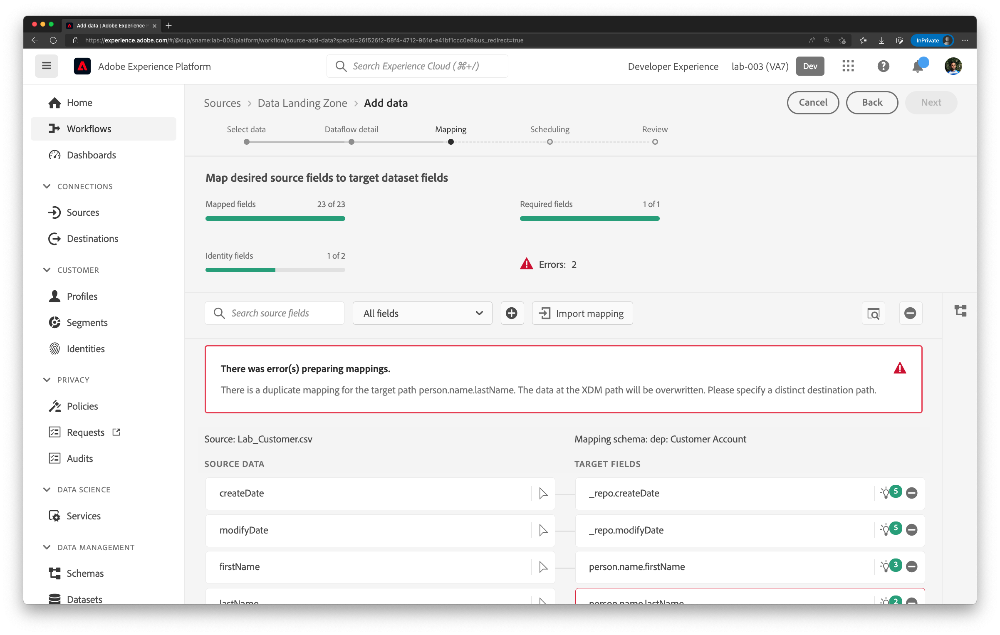 Add data | Adobe Experience P
https://experience.adobe.com/#/@dxp/sname:lab-003/platform/workflow/source-add-data?specId=26f526f2-58f4-4712-961d-e41bf1ccc0e8&us_redirect=true
InPrivate
Adobe Experience Platform
Search Experience Cloud (⌘+/)
Developer Experience
lab-003 (VA7)
Dev
Home
Workflows
Dashboards
CONNECTIONS
Sources
Destinations
CUSTOMER
Profiles
Segments
Identities
PRIVACY
Policies
Requests
Audits
DATA SCIENCE
Services
DATA MANAGEMENT
Schemas
Datasets
Sources > Data Landing Zone > Add data
Cancel
Back
Next
Select data
Dataflow detail
Mapping
Scheduling
Review
Map desired source fields to target dataset fields
Mapped fields 23 of 23
Required fields 1 of 1
Identity fields 1 of 2
Errors: 2
Search source fields
All fields
Import mapping
There was error(s) preparing mappings.
There is a duplicate mapping for the target path person.name.lastName. The data at the XDM path will be overwritten. Please specify a distinct destination path.
Source: Lab_Customer.csv
Mapping schema: dep: Customer Account
SOURCE DATA
TARGET FIELDS
createDate
_repo.createDate
5
modifyDate
_repo.modifyDate
5
firstName
person.name.firstName
3
lastName
person.name.lastName
2